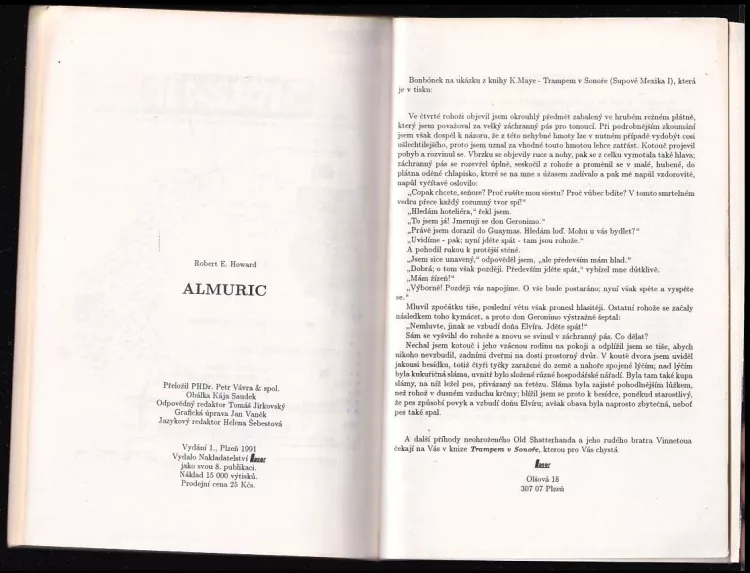 Robert E. Howard
ALMURIC
Přeložil PHDr. Petr Vávra & spol.
Obálka Kája Saudek
Odpovědný redaktor Tomáš Jirkovský
Grafická úprava Jan Vaněk
Jazykový redaktor Helena Šebestová
Vydání 1., Plzeň 1991
Vydalo Nakladatelství laser
jako svou 8. publikaci.
Náklad 15 000 výtisků.
Prodejní cena 25 Kčs.
Bonbónek na ukázku z knihy K.Maye - Trampem v Sonoře (Supové Mexika I), která
je v tisku:
Ve čtvrté rohoži objevil jsem okrouhlý předmět zabalený ve hrubém režném plátně,
který jsem považoval za velký záchranný pás pro tonoucí. Při podrobnějším zkoumání
jsem však dospěl k názoru, že z této nehybné hmoty lze v nutném případě vydobýt cosi
ušlechtilejšího, proto jsem uznal za vhodné touto hmotou lehce zatřást. Kotouč projevil
pohyb a rozvinul se. Vbrzku se objevily ruce a nohy, pak se z celku vymotala také hlava;
záchranný pás se rozevřel úplně, seskočil z rohože a proměnil se v malé, hubené, do
plátna oděné chlapisko, které se na mne s úžasem zadívalo a pak mě napůl vzdorovitě,
napůl vyčítavě oslovilo:
„Copak chcete, seňore? Proč rušíte mou siestu? Proč vůbec bdíte? V tomto smrtelném
vedru přece každý rozumný tvor spí!“
„Hledám hoteliéra,“ řekl jsem.
„To jsem já! Jmenuji se don Geronimo.“
„Právě jsem dorazil do Guaymas. Hledám loď. Mohu u vás bydlet?“
„Uvidíme - pak; nyní jděte spát - tam jsou rohože.“
A pohodil rukou k protější stěně.
„Jsem sice unavený,“ odpověděl jsem, „ale především mám hlad.“
„Dobrá; o tom však později. Především jděte spát,“ vybízel mne důtklivě.
„Mám žízeň!“
„Výborně! Později vás napojíme. O vše bude postaráno; nyní však spěte a vyspěte
se.“
Mluvil zpočátku tiše, poslední větu však pronesl hlasitěji. Ostatní rohože se začaly
následkem toho kymácet, a proto don Geronimo výstražně šeptal:
„Nemluvte, jinak se vzbudí doña Elvíra. Jděte spát!“
Sám se vyšvihl do rohože a znovu se svinul v záchranný pás. Co dělat?
Nechal jsem kotouč i jeho vzácnou rodinu na pokoji a odplížil jsem se tiše, abych
nikoho nevzbudil, zadními dveřmi na dosti prostorný dvůr. V koutě dvora jsem uviděl
jakousi besídku, totiž čtyři tyčky zaražené do země a nahoře spojené lýčím; nad lýčím
byla kukuřičná sláma, uvnitř bylo složené různé hospodářské nářadí. Byla tam také kupa
slámy, na níž ležel pes, přivázaný na řetězu. Sláma byla zajisté pohodlnějším lůžkem,
než rohož v dusném vzduchu krčmy; blížil jsem se proto k besídce, poněkud starostlivý,
že pes způsobí povyk a vzbudí doñu Elvíru; avšak obava byla naprosto zbytečná, neboť
pes také spal.
A další příhody neohroženého Old Shatterhanda a jeho rudého bratra Vinnetoua
čekají na Vás v knize Trampem v Sonoře, kterou pro Vás chystá
laser
Olšová 18
307 07 Plzeň